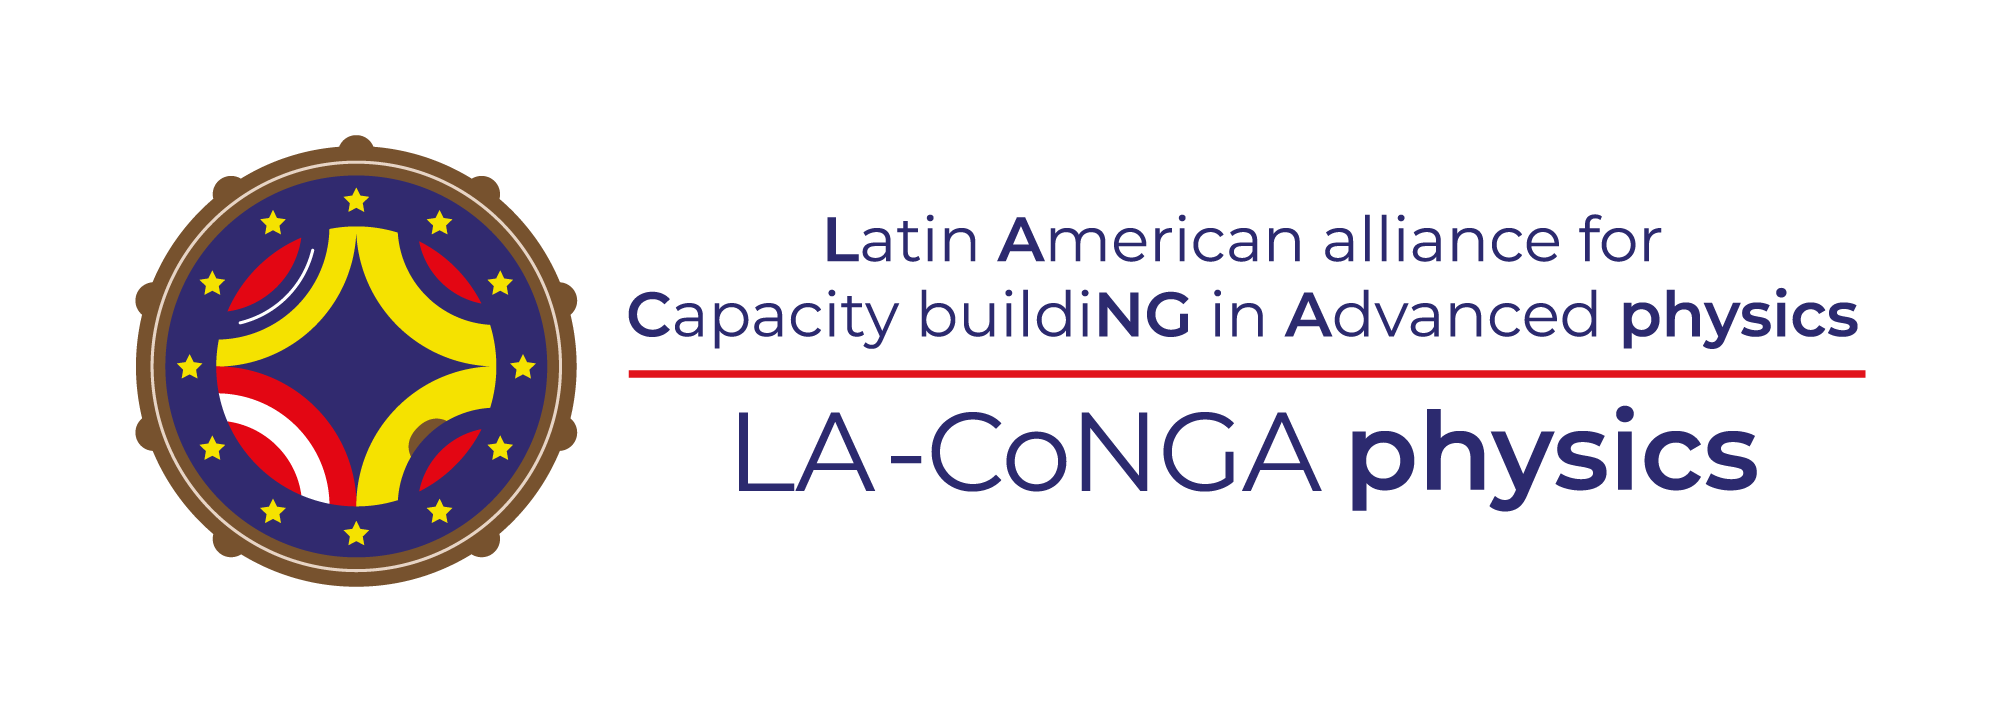 Latin American alliance for
Capacity buildiNG in Advanced physics
LA-CoNGA physics